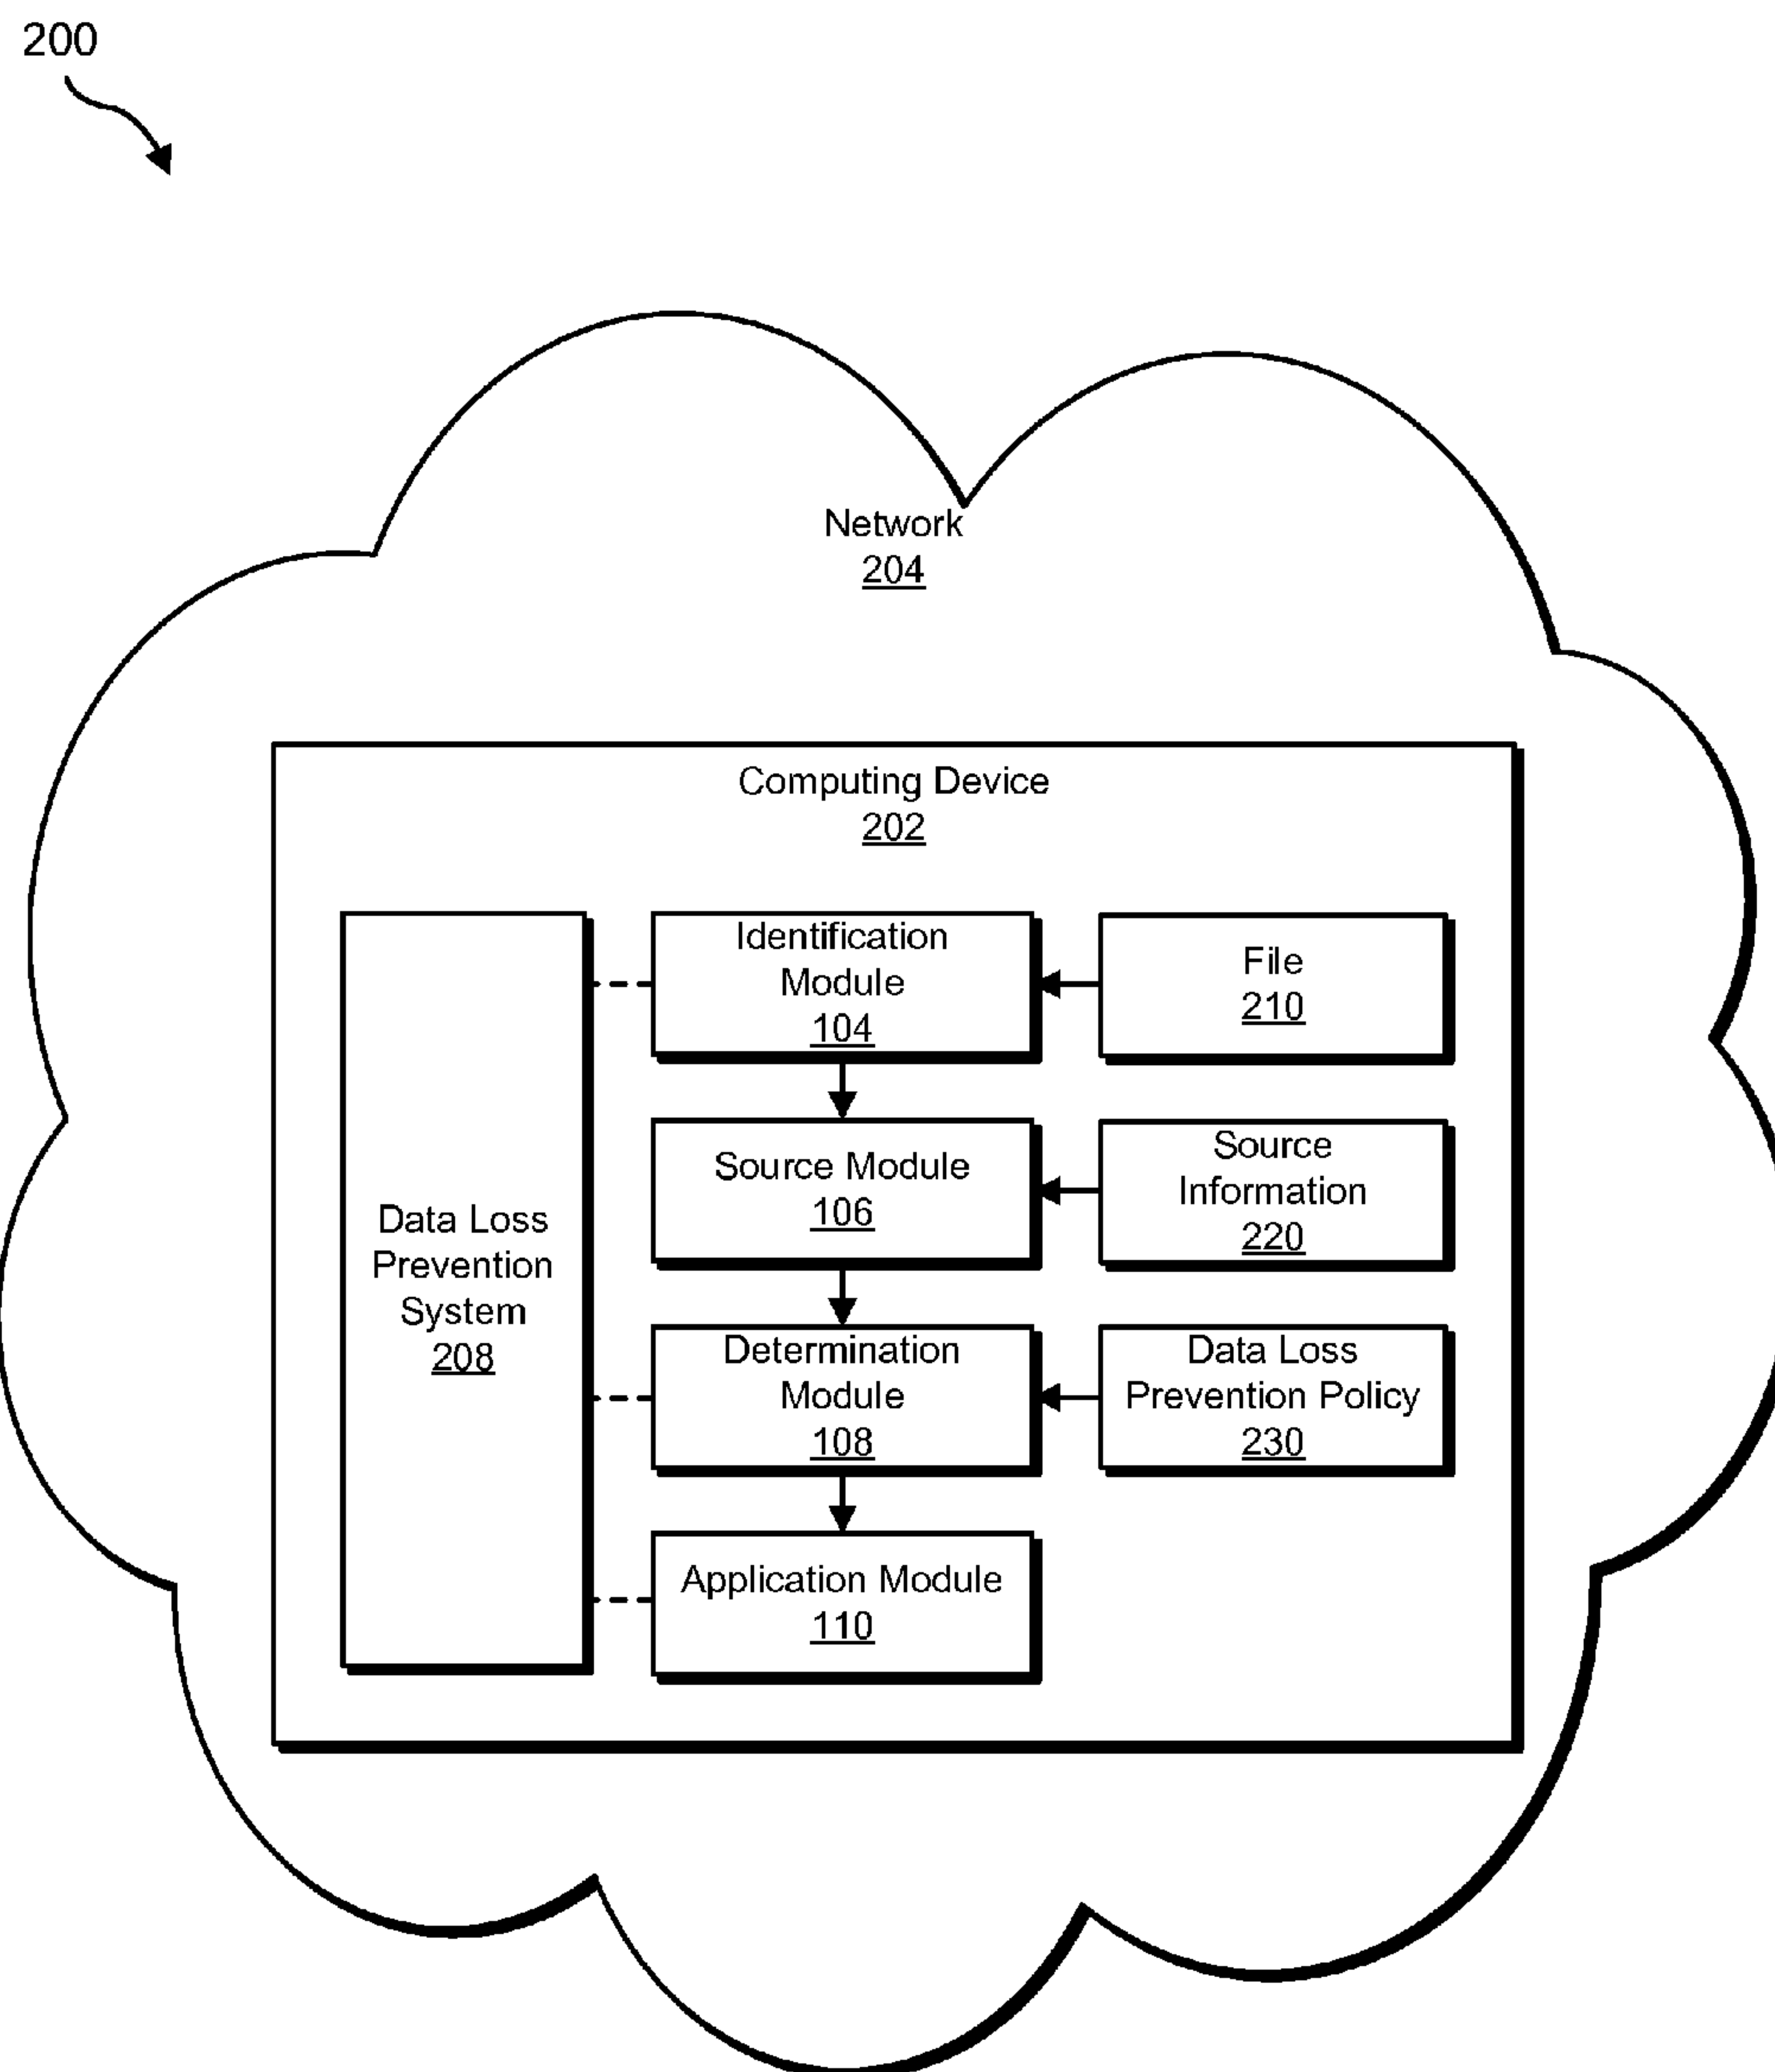 200
Network
204
Computing Device
202
Identification
Module
104
File
210
Source Module
106
Source
Information
220
Data Loss
Prevention
System
208
Determination
Module
108
Data Loss
Prevention Policy
230
Application Module
110